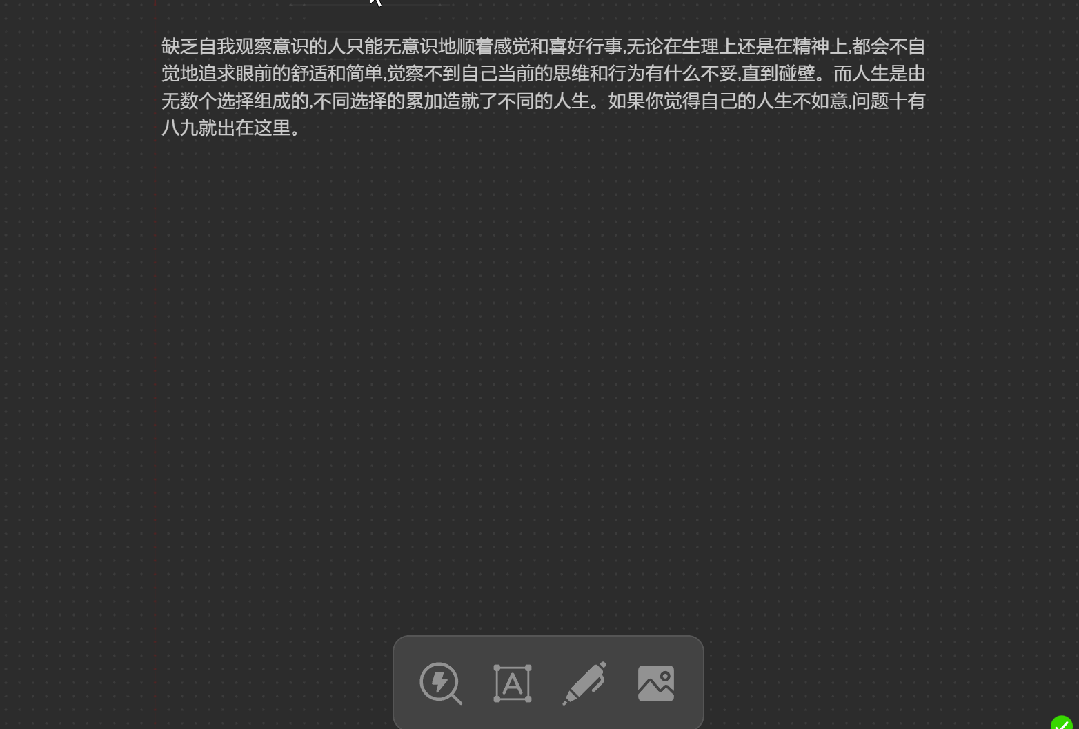 缺乏自我观察意识的人只能无意识地顺着感觉和喜好行事,无论在生理上还是在精神上,都会不自
觉地追求眼前的舒适和简单,觉察不到自己当前的思维和行为有什么不妥,直到碰壁。而人生是由
无数个选择组成的,不同选择的累加造就了不同的人生。如果你觉得自己的人生不如意,问题十有
八九就出在这里。